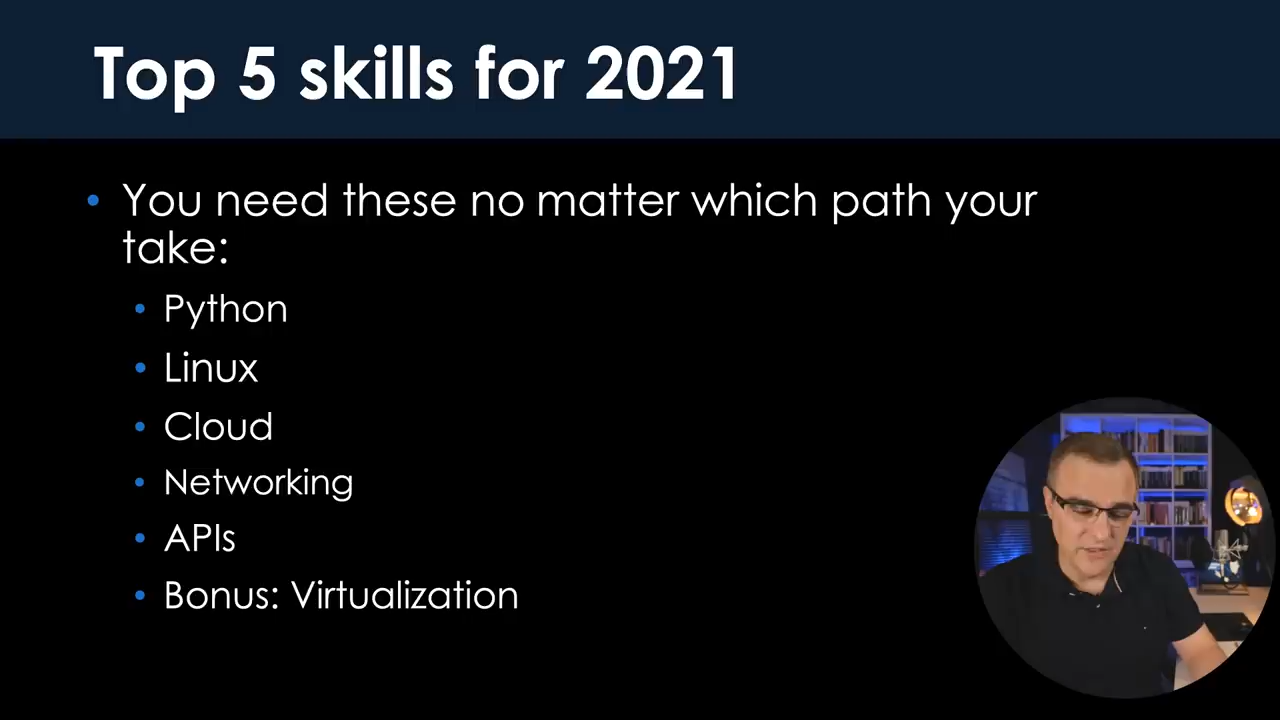 Top 5 skills for 2021
You need these no matter which path your
take:
Python
Linux
Cloud
Networking
APIs
Bonus: Virtualization